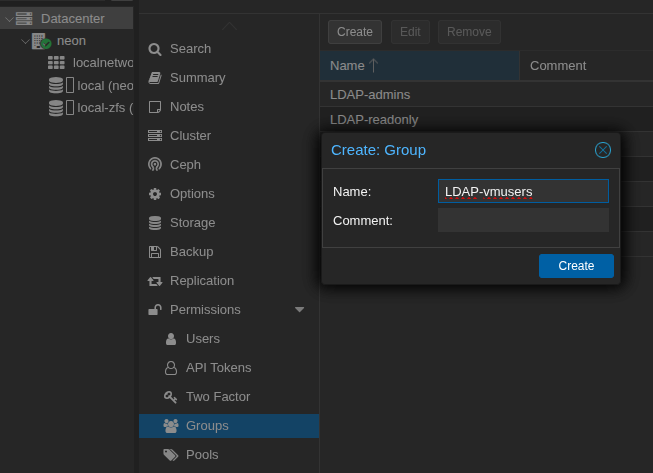 Datacenter
neon
localnetwo
local (neo
local-zfs (
Search
Summary
Notes
Cluster
Ceph
Options
Storage
Backup
Replication
Permissions
Users
API Tokens
Two Factor
Groups
Pools
Create Edit Remove
Name Comment
LDAP-admins
LDAP-readonly
Create: Group
Name: LDAP-vmusers
Comment:
Create